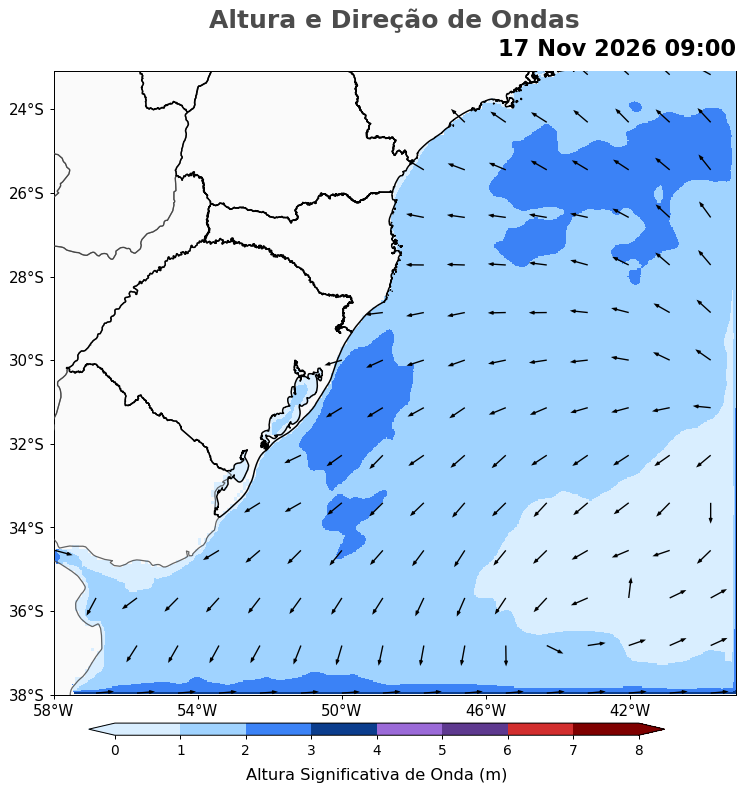 Altura e Direção de Ondas
17 Nov 2026 09:00
24°S
26°S
28°S
30°S
32°S
34°S
36°S
38°S
58°W 54°W 50°W 46°W 42°W
0 1 2 3 4 5 6 7 8
Altura Significativa de Onda (m)